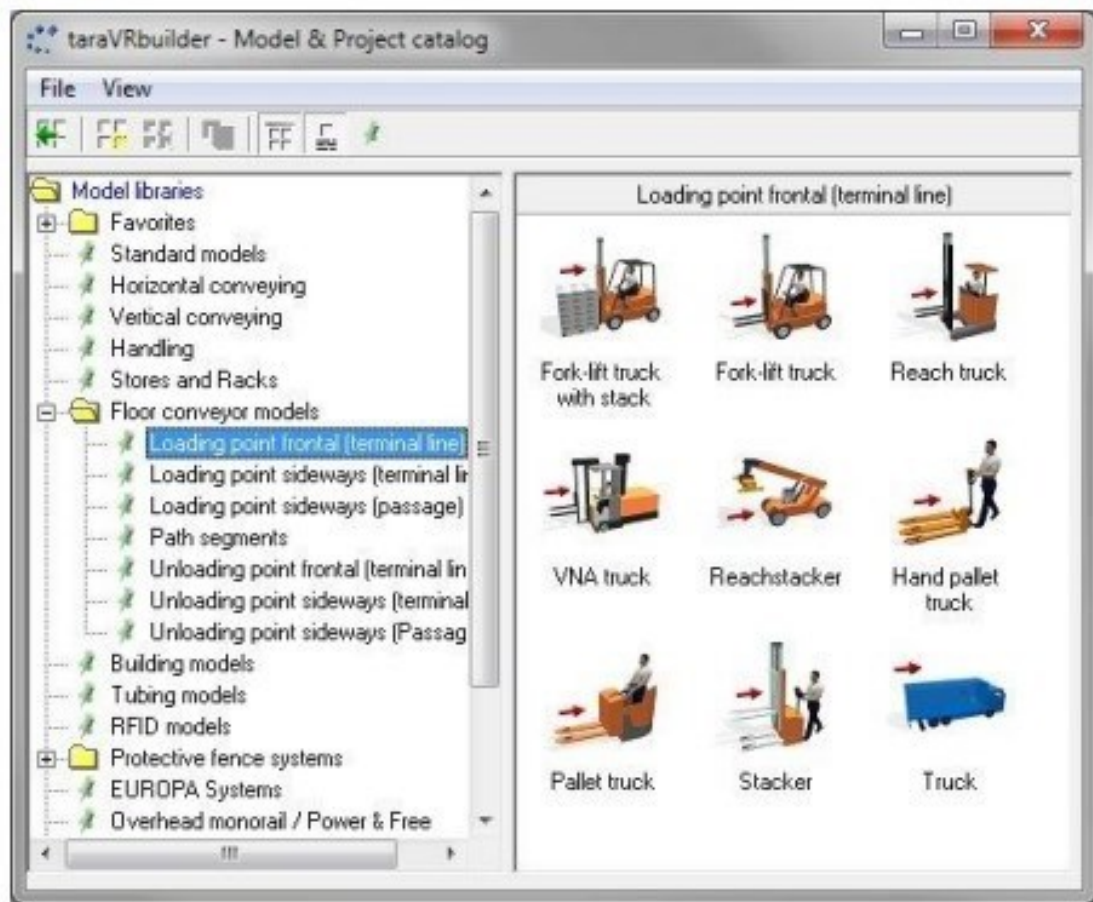 taraVRbuilder - Model & Project catalog
File View
Model libraries
Favorites
Standard models
Horizontal conveying
Vertical conveying
Handling
Stores and Racks
Floor conveyor models
Loading point frontal (terminal line)
Loading point sideways (terminal lin
Loading point sideways (passage)
Path segments
Unloading point frontal (terminal lin
Unloading point sideways (terminal
Unloading point sideways (Passag
Building models
Tubing models
RFID models
Protective fence systems
EUROPA Systems
Overhead monorail / Power & Free
Loading point frontal (terminal line)
Fork-lift truck
with stack
Fork-lift truck
Reach truck
VNA truck
Reachstacker
Hand pallet
truck
Pallet truck
Stacker
Truck